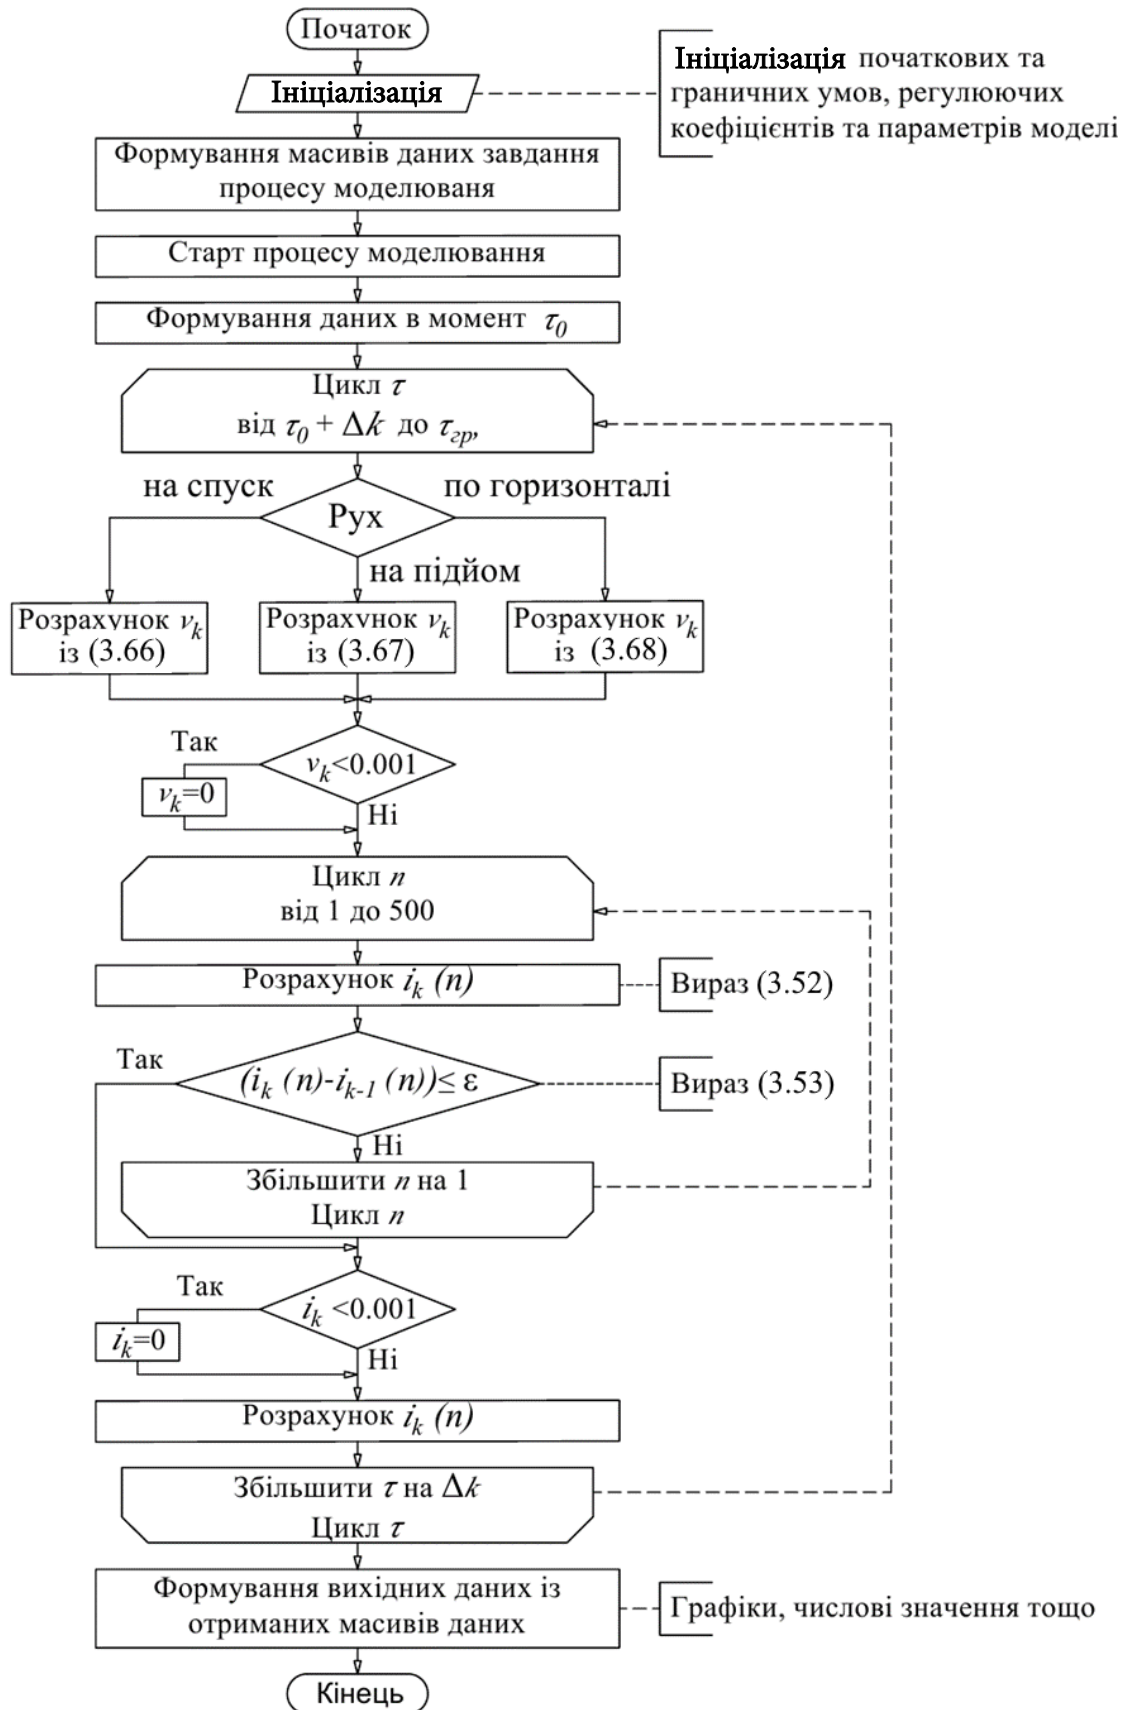 Початок
Ініціалізація
Ініціалізація початкових та
граничних умов, регулюючих
коефіцієнтів та параметрів моделі
Формування масивів даних завдання
процесу моделюваня
Старт процесу моделювання
Формування даних в момент τ₀
Цикл τ
від τ₀ + Δk до τгр,
на спуск
по горизонталі
Рух
на підйом
Розрахунок νₖ
із (3.66)
Розрахунок νₖ
із (3.67)
Розрахунок νₖ
із (3.68)
Так
νₖ<0.001
νₖ=0
Ні
Цикл n
від 1 до 500
Розрахунок iₖ (n)
Вираз (3.52)
Так
(iₖ (n)-iₖ₋₁ (n))≤ ε
Вираз (3.53)
Ні
Збільшити n на 1
Цикл n
Так
iₖ <0.001
iₖ=0
Ні
Розрахунок iₖ (n)
Збільшити τ на Δk
Цикл τ
Формування вихідних даних із
отриманих масивів даних
Графіки, числові значення тощо
Кінець